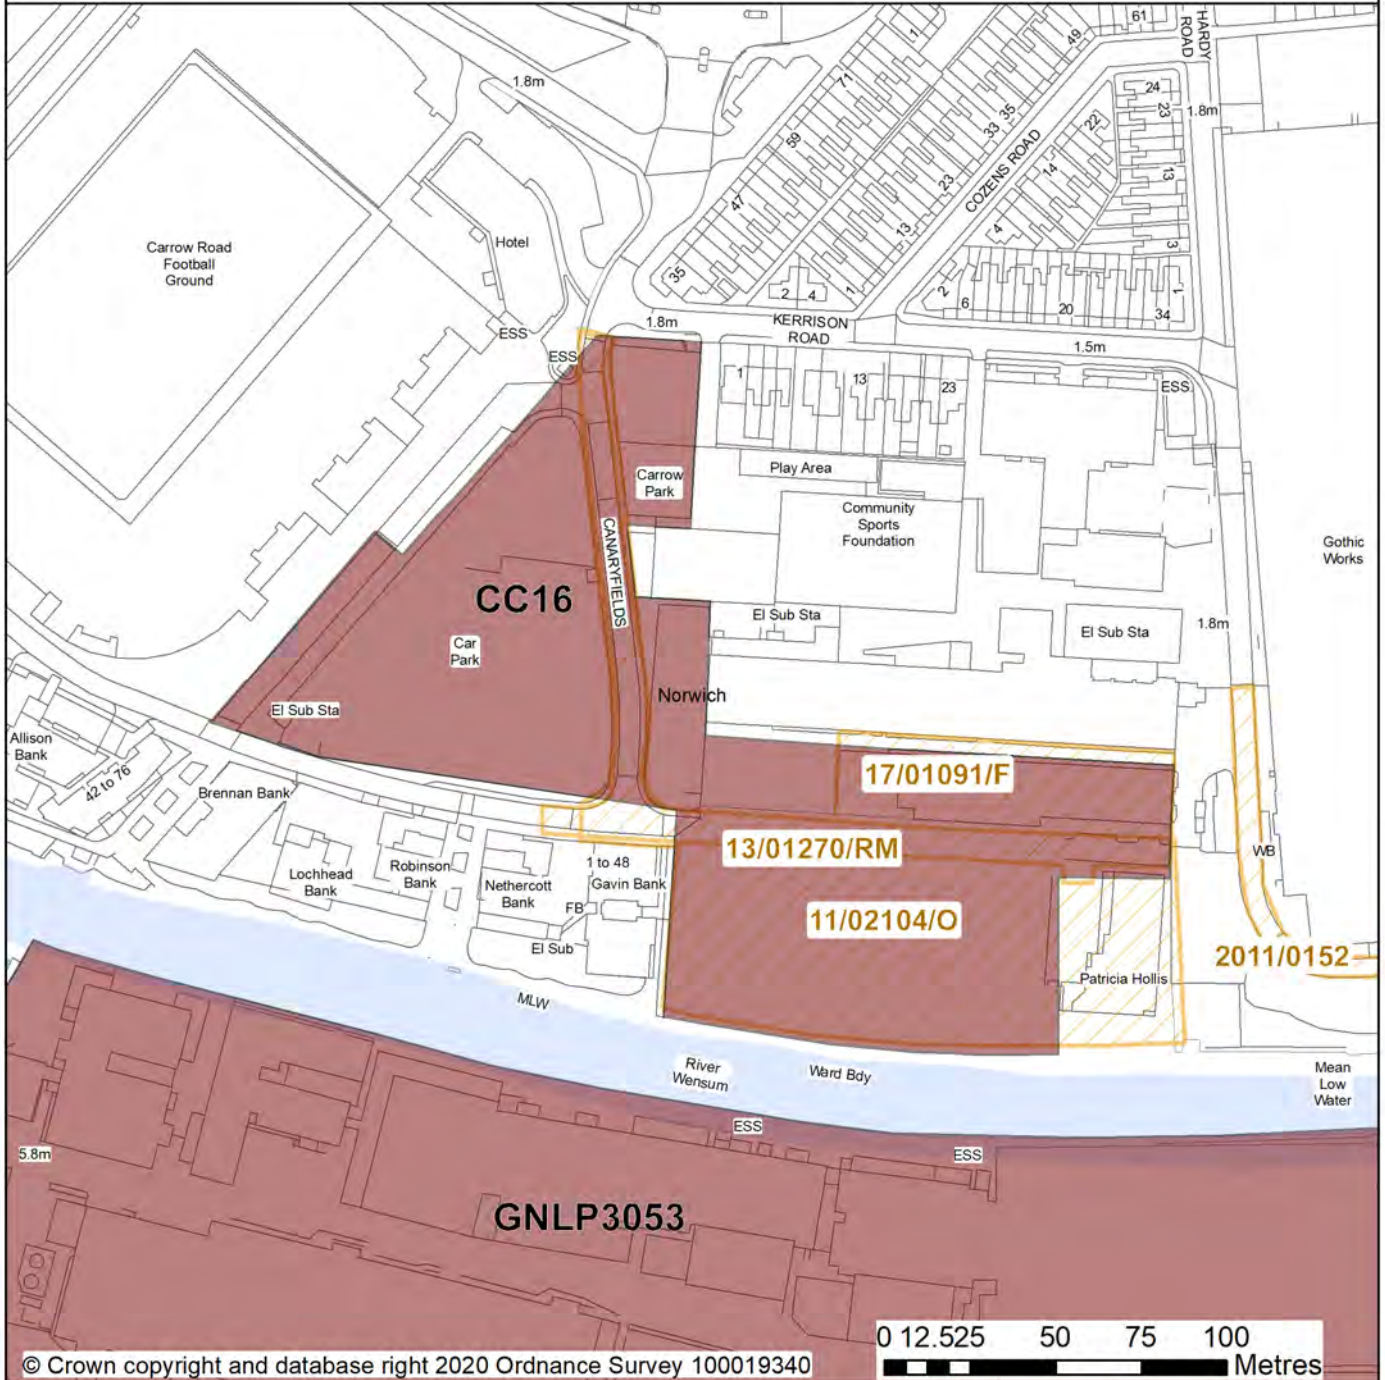 61
HARDY
ROAD
49
1
71
1.8m
24
23
1.8m
59
33 35
22
COZENS ROAD
14
13
47
23
4
13
3
Carrow Road
Football
Ground
Hotel
35
2 4
1
2
6
20
34
1
1.8m
KERRISON
ROAD
ESS
ESS
1.5m
1
13
23
ESS
Carrow
Park
Play Area
Community
Sports
Foundation
CANARYFIELDS
Gothic
Works
CC16
Car
Park
El Sub Sta
El Sub Sta
1.8m
Norwich
El Sub Sta
Allison
Bank
42 to 76
Brennan Bank
17/01091/F
13/01270/RM
WB
Lochhead
Bank
Robinson
Bank
Nethercott
Bank
1 to 48
Gavin Bank
FB
El Sub
11/02104/O
2011/0152
Patricia Hollis
MLW
River
Wensum
Ward Bdy
Mean
Low
Water
ESS
ESS
5.8m
GNLP3053
0 12.525 50 75 100
Metres
© Crown copyright and database right 2020 Ordnance Survey 100019340